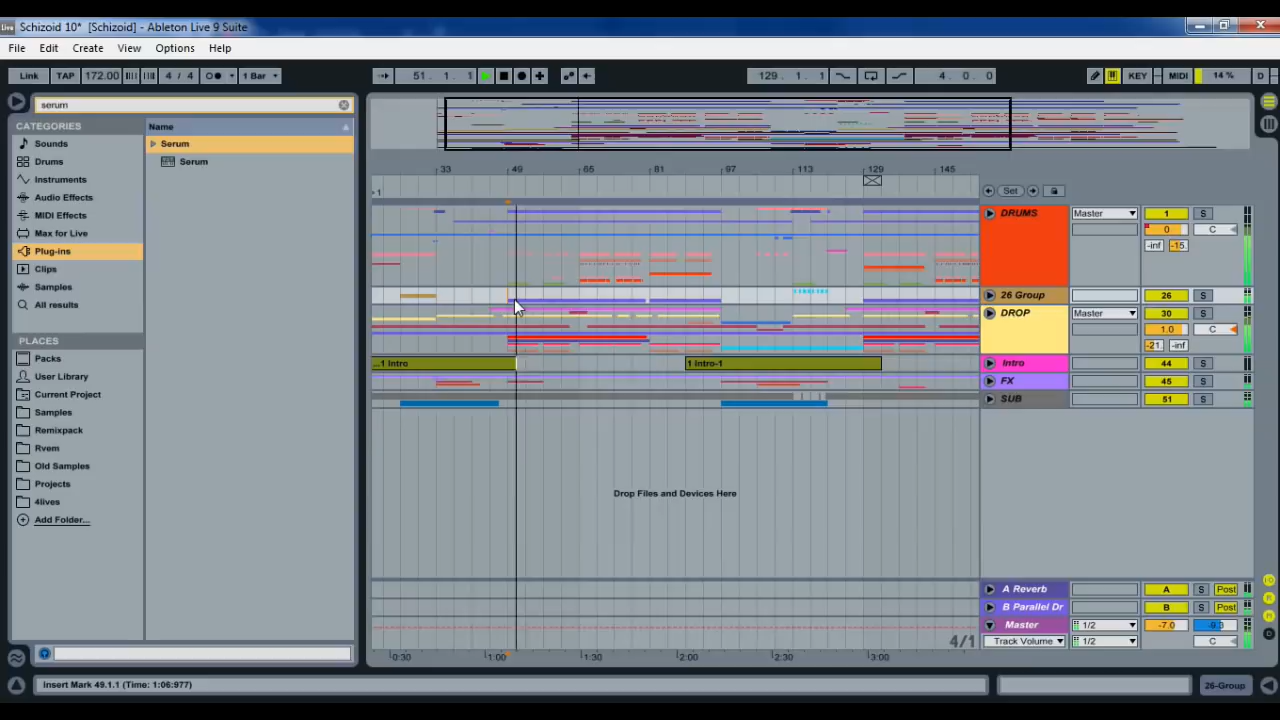 Live Schizoid 10* [Schizoid] - Ableton Live 9 Suite
File Edit Create View Options Help
Link TAP 172.00 4 / 4 1 Bar 51 . 1 . 1 129 . 1 . 1 4 . 0 . 0 KEY MIDI 14 % D
serum
CATEGORIES
Sounds
Drums
Instruments
Audio Effects
MIDI Effects
Max for Live
Plug-ins
Clips
Samples
All results
PLACES
Packs
User Library
Current Project
Samples
Remixpack
Rvem
Old Samples
Projects
4lives
Add Folder...
Name
Serum
Serum
33 49 65 81 97 113 129 145
Set
1
DRUMS Master 1 S
0 C
-inf -15.
26 Group 26 S
DROP Master 30 S
1.0 C
-21. -inf
...1 Intro 1 Intro-1 Intro 44 S
FX 45 S
SUB 51 S
Drop Files and Devices Here
A Reverb A S Post
B Parallel Dr B S Post
Master 1/2 -7.0
4/1 Track Volume 1/2 C
0:30 1:00 1:30 2:00 2:30 3:00
Insert Mark 49.1.1 (Time: 1:06:977) 26-Group